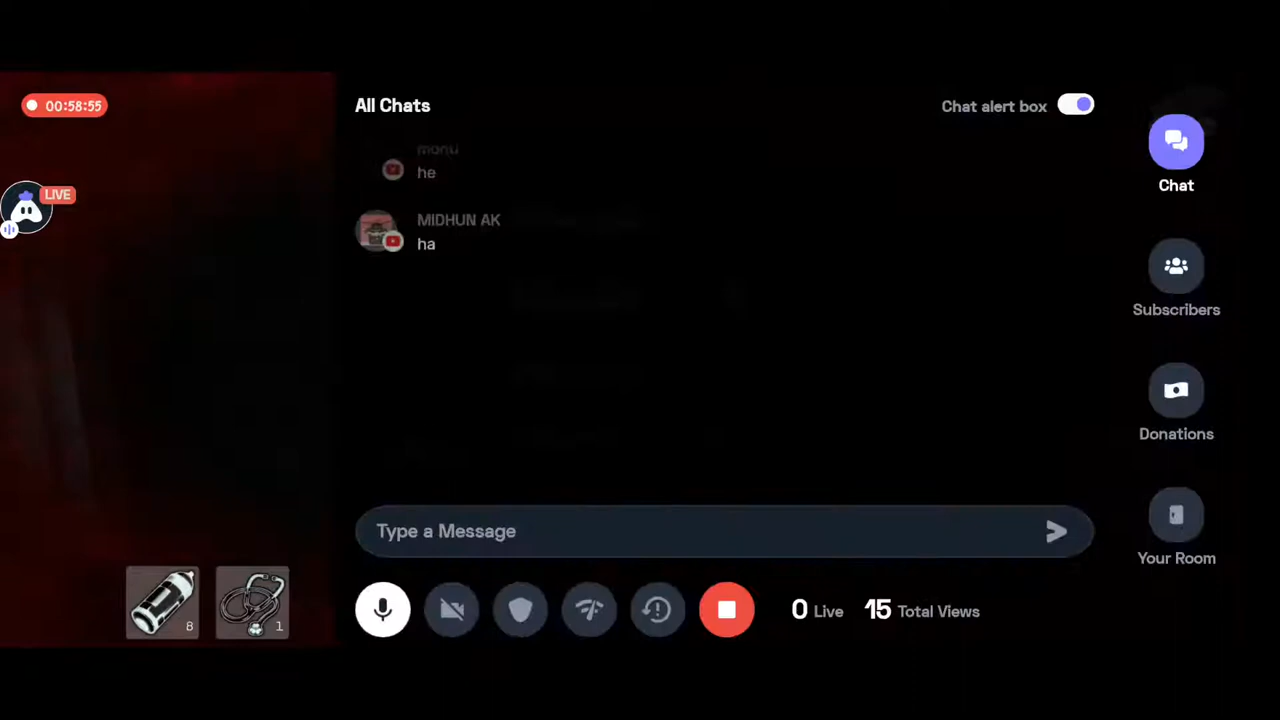 00:58:55
All Chats
Chat alert box
monu
he
LIVE
MIDHUN AK
ha
Chat
Subscribers
Donations
Type a Message
Your Room
8
1
0 Live 15 Total Views